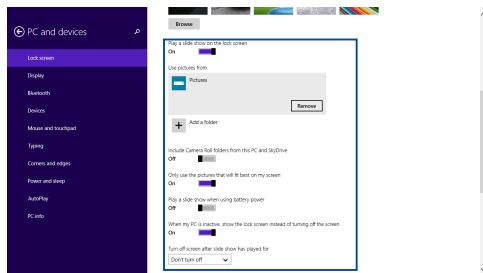 PC and devices
Lock screen
Display
Bluetooth
Devices
Mouse and touchpad
Typing
Corners and edges
Power and sleep
AutoPlay
PC info
Browse
Play a slide show on the lock screen
On
Use pictures from
Pictures
Remove
Add a folder
Include Camera Roll folders from this PC and SkyDrive
Off
Only use the pictures that will fit best on my screen
On
Play a slide show when using battery power
Off
When my PC is inactive, show the lock screen instead of turning off the screen
On
Turn off screen after slide show has played for
Don't turn off